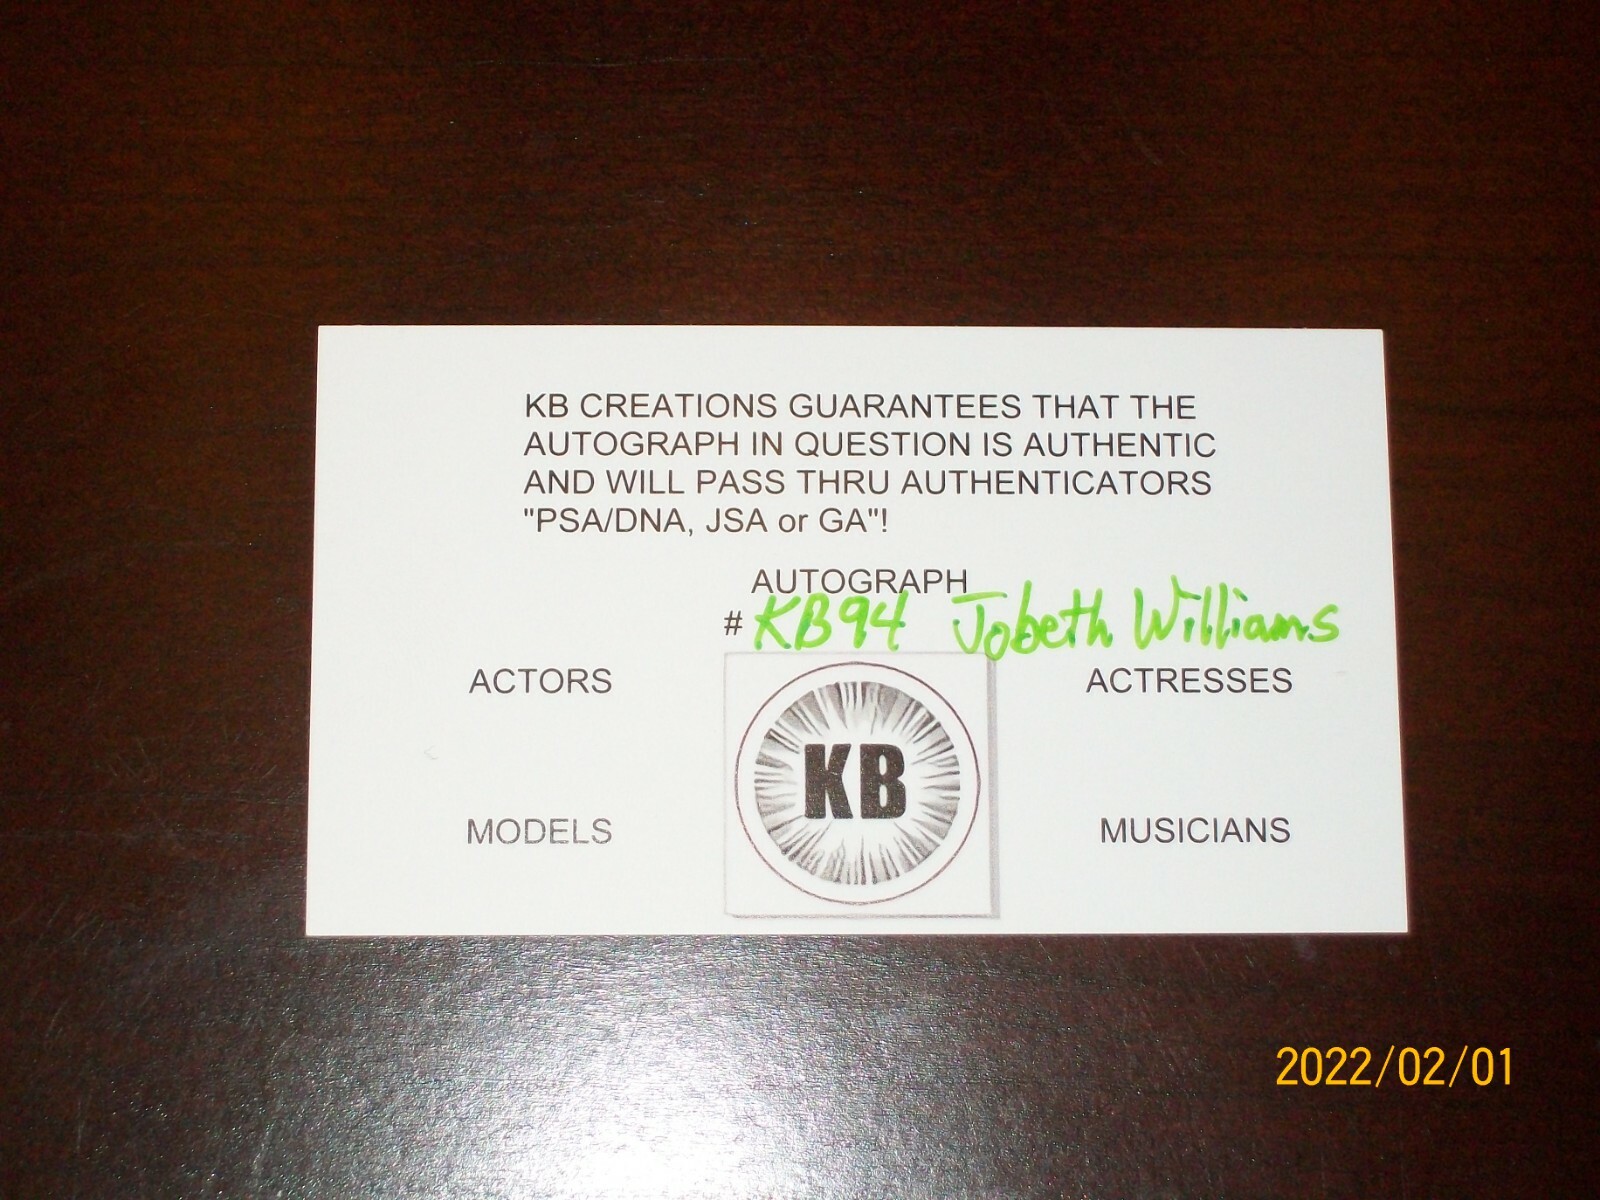 KB CREATIONS GUARANTEES THAT THE
AUTOGRAPH IN QUESTION IS AUTHENTIC
AND WILL PASS THRU AUTHENTICATORS
"PSA/DNA, JSA or GA"!
AUTOGRAPH
# KB94 Jobeth Williams
ACTORS
ACTRESSES
KB
MODELS
MUSICIANS
2022/02/01